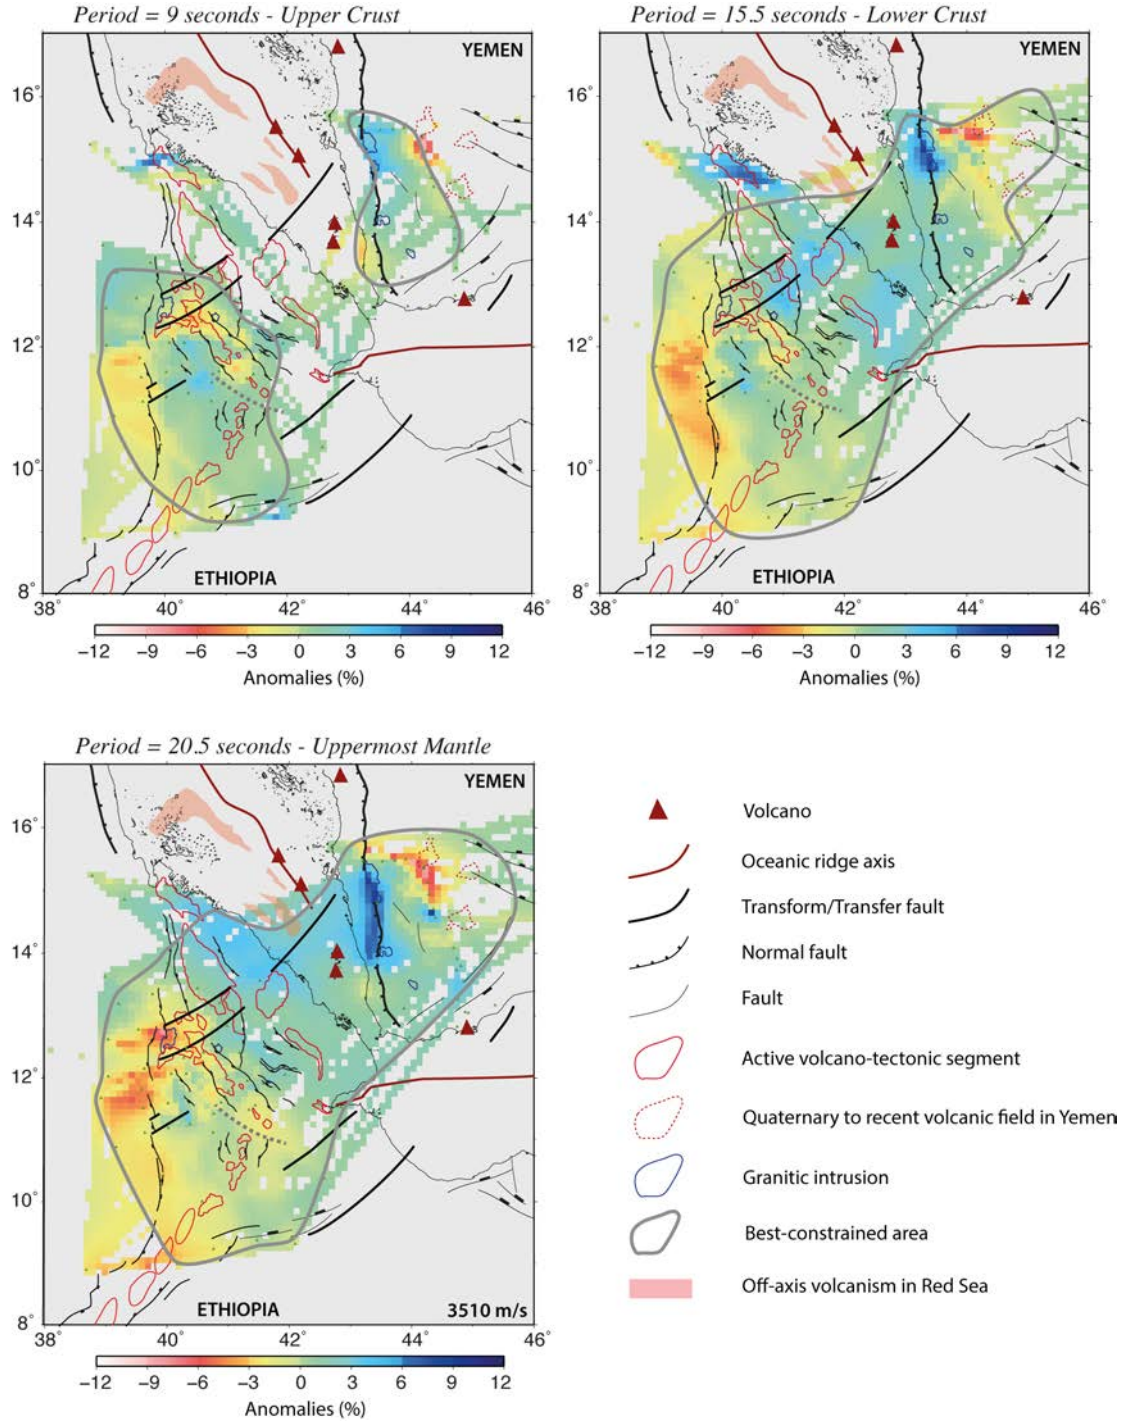 Period = 9 seconds - Upper Crust
YEMEN
16°
14°
12°
10°
8°
ETHIOPIA
38° 40° 42° 44° 46°
−12 −9 −6 −3 0 3 6 9 12
Anomalies (%)
Period = 15.5 seconds - Lower Crust
YEMEN
16°
14°
12°
10°
8°
ETHIOPIA
38° 40° 42° 44° 46°
−12 −9 −6 −3 0 3 6 9 12
Anomalies (%)
Period = 20.5 seconds - Uppermost Mantle
YEMEN
16°
14°
12°
10°
8°
ETHIOPIA
3510 m/s
38° 40° 42° 44° 46°
−12 −9 −6 −3 0 3 6 9 12
Anomalies (%)
Volcano
Oceanic ridge axis
Transform/Transfer fault
Normal fault
Fault
Active volcano-tectonic segment
Quaternary to recent volcanic field in Yemen
Granitic intrusion
Best-constrained area
Off-axis volcanism in Red Sea